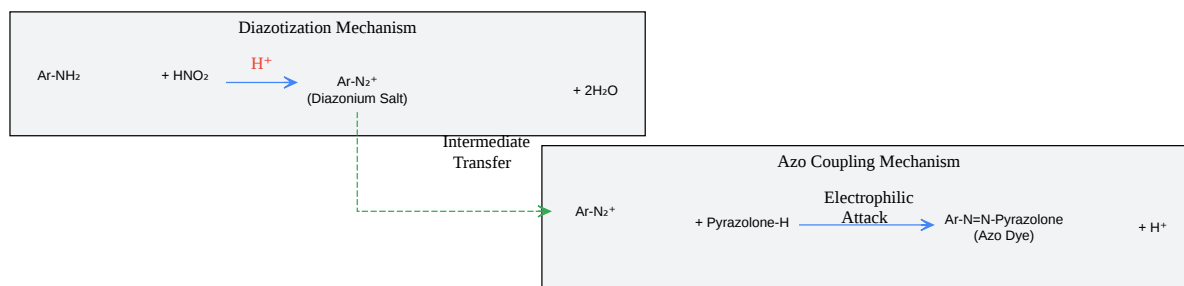 Diazotization Mechanism
Ar-NH₂
+ HNO₂
H⁺
Ar-N₂⁺
(Diazonium Salt)
+ 2H₂O
Intermediate
Transfer
Azo Coupling Mechanism
Ar-N₂⁺
+ Pyrazolone-H
Electrophilic
Attack
Ar-N=N-Pyrazolone
(Azo Dye)
+ H⁺